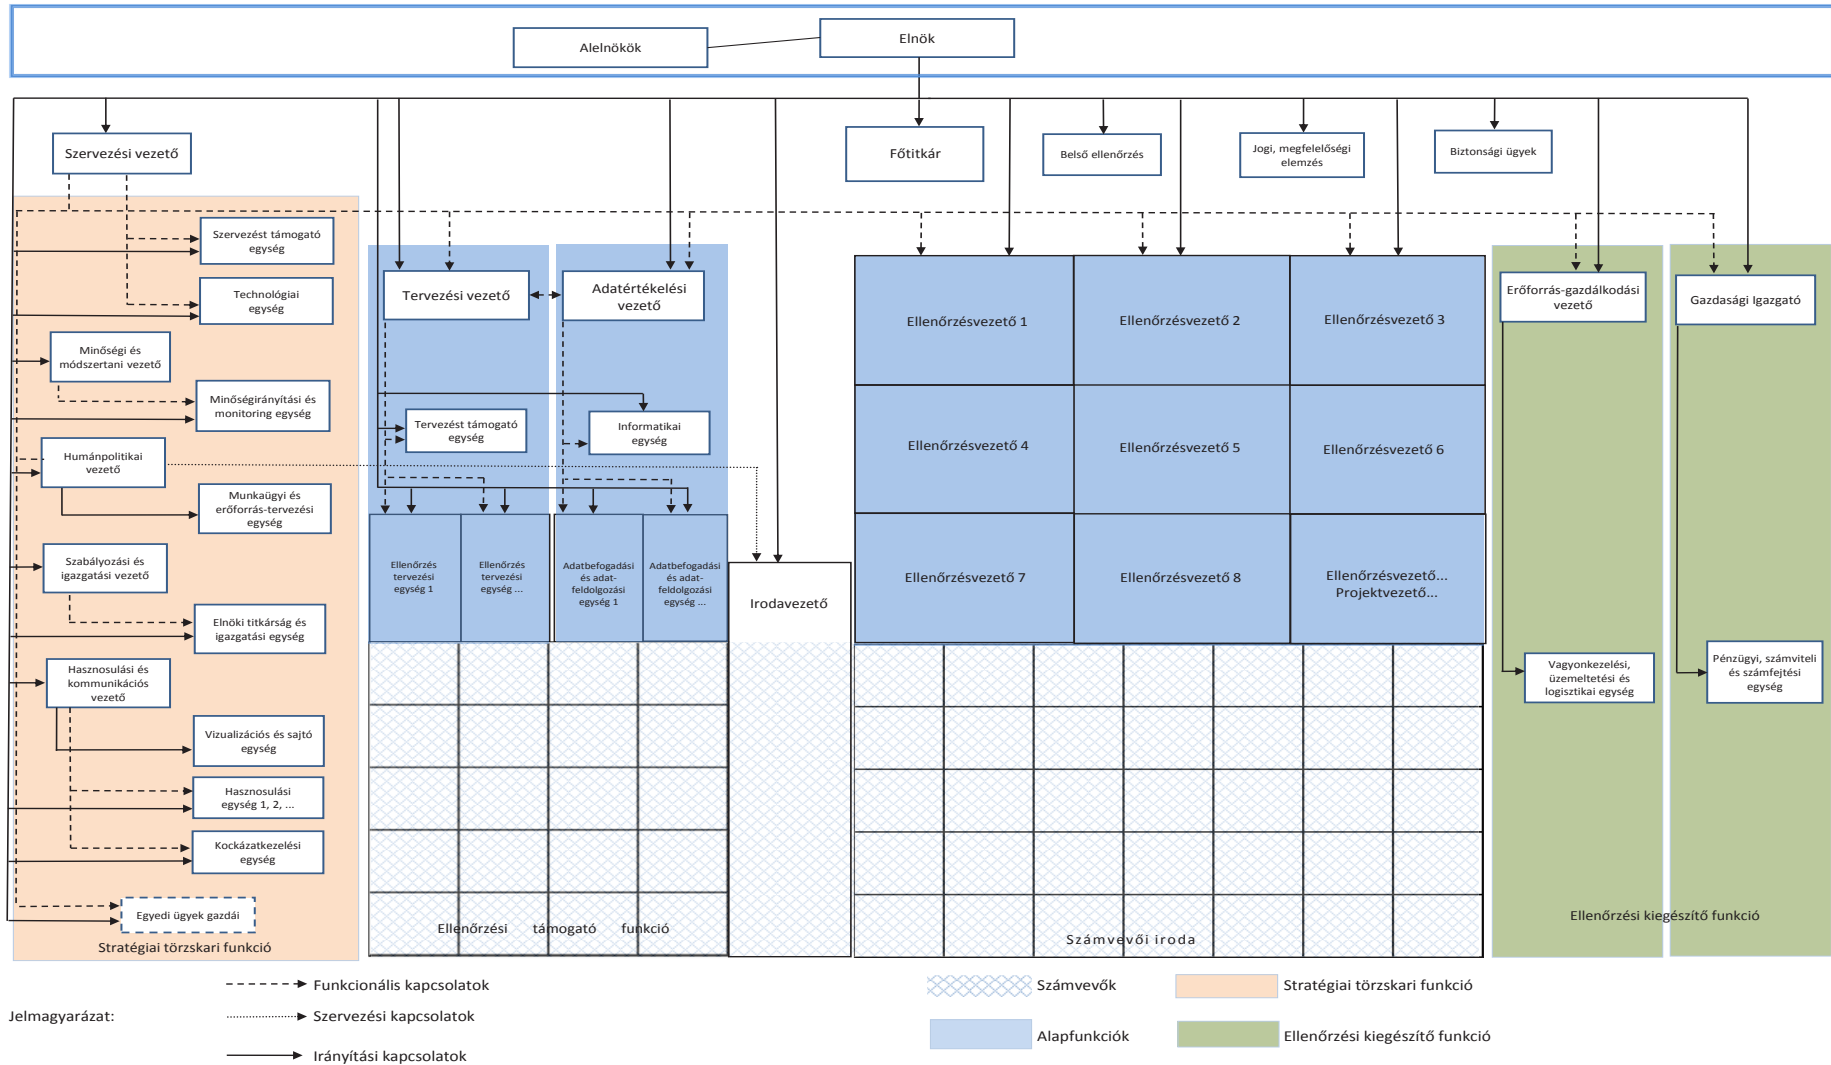 Alelnökök
Elnök
Szervezési vezető
Főtitkár
Belső ellenőrzés
Jogi, megfelelőségi
elemzés
Biztonsági ügyek
Szervezést támogató
egység
Technológiai
egység
Minőségi és
módszertani vezető
Minőségirányítási és
monitoring egység
Humánpolitikai
vezető
Munkaügyi és
erőforrás-tervezési
egység
Szabályozási és
igazgatási vezető
Elnöki titkárság és
igazgatási egység
Hasznosulási és
kommunikációs
vezető
Vizualizációs és sajtó
egység
Hasznosulási
egység 1, 2, ...
Kockázatkezelési
egység
Egyedi ügyek gazdái
Stratégiai törzskari funkció
Tervezési vezető
Adatértékelési
vezető
Tervezést támogató
egység
Informatikai
egység
Ellenőrzés
tervezési
egység 1
Ellenőrzés
tervezési
egység ...
Adatbefogadási
és adat-
feldolgozási
egység 1
Adatbefogadási
és adat-
feldolgozási
egység ...
Irodavezető
Ellenőrzési támogató funkció
Ellenőrzésvezető 1
Ellenőrzésvezető 2
Ellenőrzésvezető 3
Ellenőrzésvezető 4
Ellenőrzésvezető 5
Ellenőrzésvezető 6
Ellenőrzésvezető 7
Ellenőrzésvezető 8
Ellenőrzésvezető...
Projektvezető...
Számvevői iroda
Erőforrás-gazdálkodási
vezető
Gazdasági Igazgató
Vagyonkezelési,
üzemeltetési és
logisztikai egység
Pénzügyi, számviteli
és számfejtési
egység
Ellenőrzési kiegészítő funkció
Jelmagyarázat:
Funkcionális kapcsolatok
Szervezési kapcsolatok
Irányítási kapcsolatok
Számvevők
Alapfunkciók
Stratégiai törzskari funkció
Ellenőrzési kiegészítő funkció